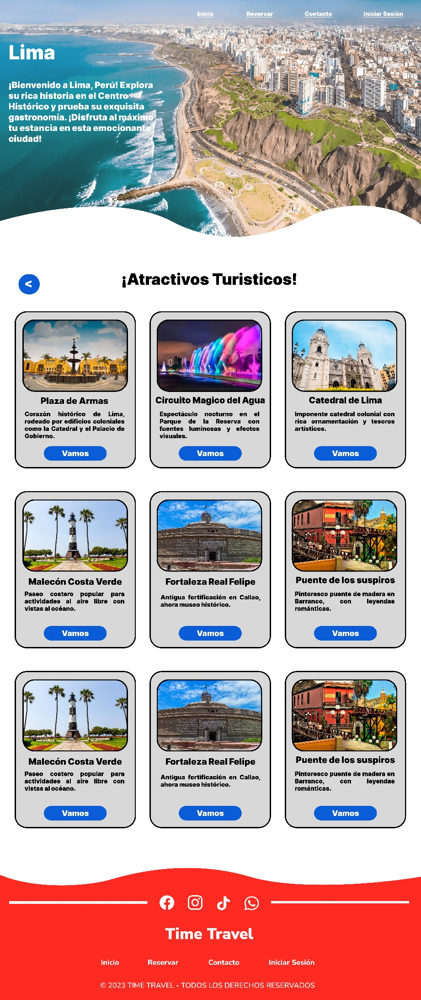 Inicio Revervar Contacto Iniciar Sesión
Lima
¡Bienvenido a Lima, Perú! Explora
su rica historia en el Centro
Histórico y prueba su exquisita
gastronomía. ¡Disfruta al máximo
tu estancia en esta emocionante
ciudad!
<
¡Atractivos Turisticos!
Plaza de Armas
Corazón histórico de Lima,
rodeado por edificios coloniales
como la Catedral y el Palacio de
Gobierno.
Vamos
Circuito Magico del Agua
Espectáculo nocturno en el
Parque de la Reserva con
fuentes luminosas y efectos
visuales.
Vamos
Catedral de Lima
Imponente catedral colonial con
rica ornamentación y tesoros
artísticos.
Vamos
Malecón Costa Verde
Paseo costero popular para
actividades al aire libre con
vistas al océano.
Vamos
Fortaleza Real Felipe
Antigua fortificación en Callao,
ahora museo histórico.
Vamos
Puente de los suspiros
Pintoresco puente de madera en
Barranco, con leyendas
románticas.
Vamos
Malecón Costa Verde
Paseo costero popular para
actividades al aire libre con
vistas al océano.
Vamos
Fortaleza Real Felipe
Antigua fortificación en Callao,
ahora museo histórico.
Vamos
Puente de los suspiros
Pintoresco puente de madera en
Barranco, con leyendas
románticas.
Vamos
Time Travel
Inicio Reservar Contacto Iniciar Sesión
© 2023 TIME TRAVEL - TODOS LOS DERECHOS RESERVADOS